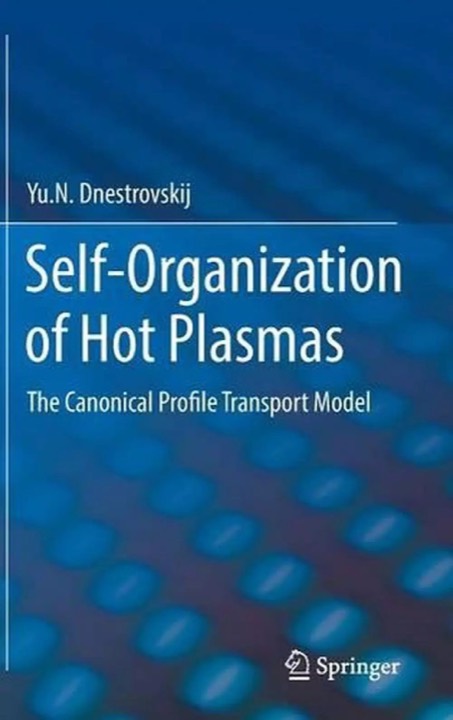 Yu.N. Dnestrovskij
Self-Organization
of Hot Plasmas
The Canonical Profile Transport Model
Springer